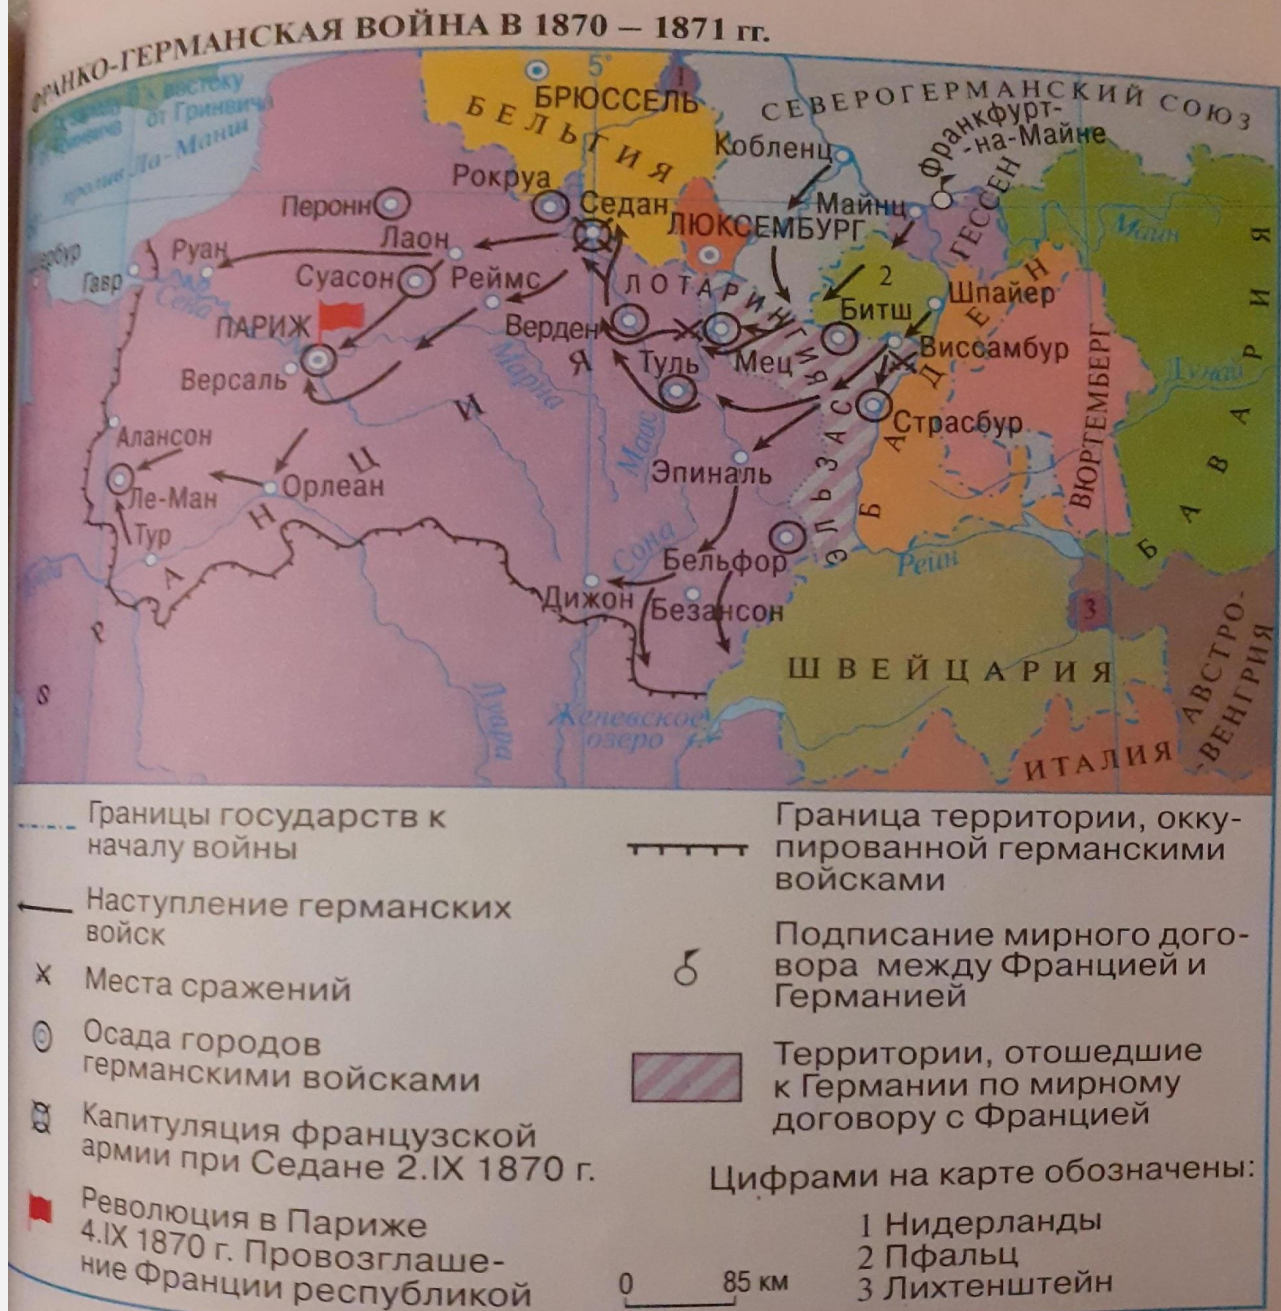 ФРАНКО-ГЕРМАНСКАЯ ВОЙНА В 1870 – 1871 гг.
к востоку
от Гринвича
5°
1
БРЮССЕЛЬ
БЕЛЬГИЯ
СЕВЕРОГЕРМАНСКИЙ СОЮЗ
Франкфурт-
-на-Майне
Кобленц
пролив Ла-Манш
Рокруа
Седан
Перонн
ЛЮКСЕМБУРГ
Майнц
ГЕССЕН
Майн
Лаон
Руан
Гавр
Сена
Суасон
Реймс
ЛОТАРИНГИЯ
2
Битш
Шпайер
ПАРИЖ
Верден
Туль
Мец
Виссамбур
БАДЕН
ВЮРТЕМБЕРГ
БАВАРИЯ
Дунай
Версаль
Марна
Маас
Страсбур
ЭЛЬЗАС
Алансон
Ле-Ман
Орлеан
Эпиналь
Тур
Сона
Бельфор
Рейн
Дижон
Безансон
3
ФРАНЦИЯ
S
ШВЕЙЦАРИЯ
АВСТРО-
-ВЕНГРИЯ
Луара
Женевское
озеро
ИТАЛИЯ
Границы государств к
началу войны
Наступление германских
войск
Места сражений
Осада городов
германскими войсками
Капитуляция французской
армии при Седане 2.IX 1870 г.
Революция в Париже
4.IX 1870 г. Провозглаше-
ние Франции республикой
Граница территории, окку-
пированной германскими
войсками
Подписание мирного дого-
вора между Францией и
Германией
Территории, отошедшие
к Германии по мирному
договору с Францией
Цифрами на карте обозначены:
1 Нидерланды
2 Пфальц
3 Лихтенштейн
0 85 км